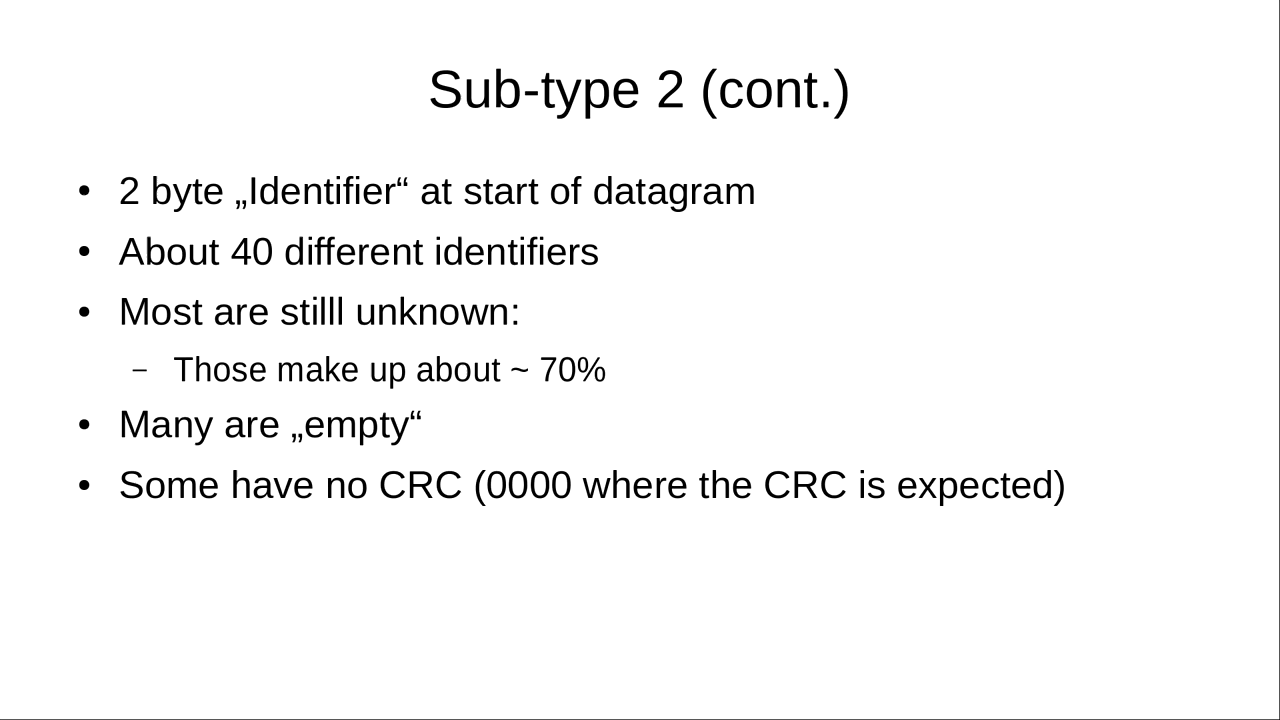 Sub-type 2 (cont.)
• 2 byte „Identifier“ at start of datagram
• About 40 different identifiers
• Most are stilll unknown:
– Those make up about ~ 70%
• Many are „empty“
• Some have no CRC (0000 where the CRC is expected)